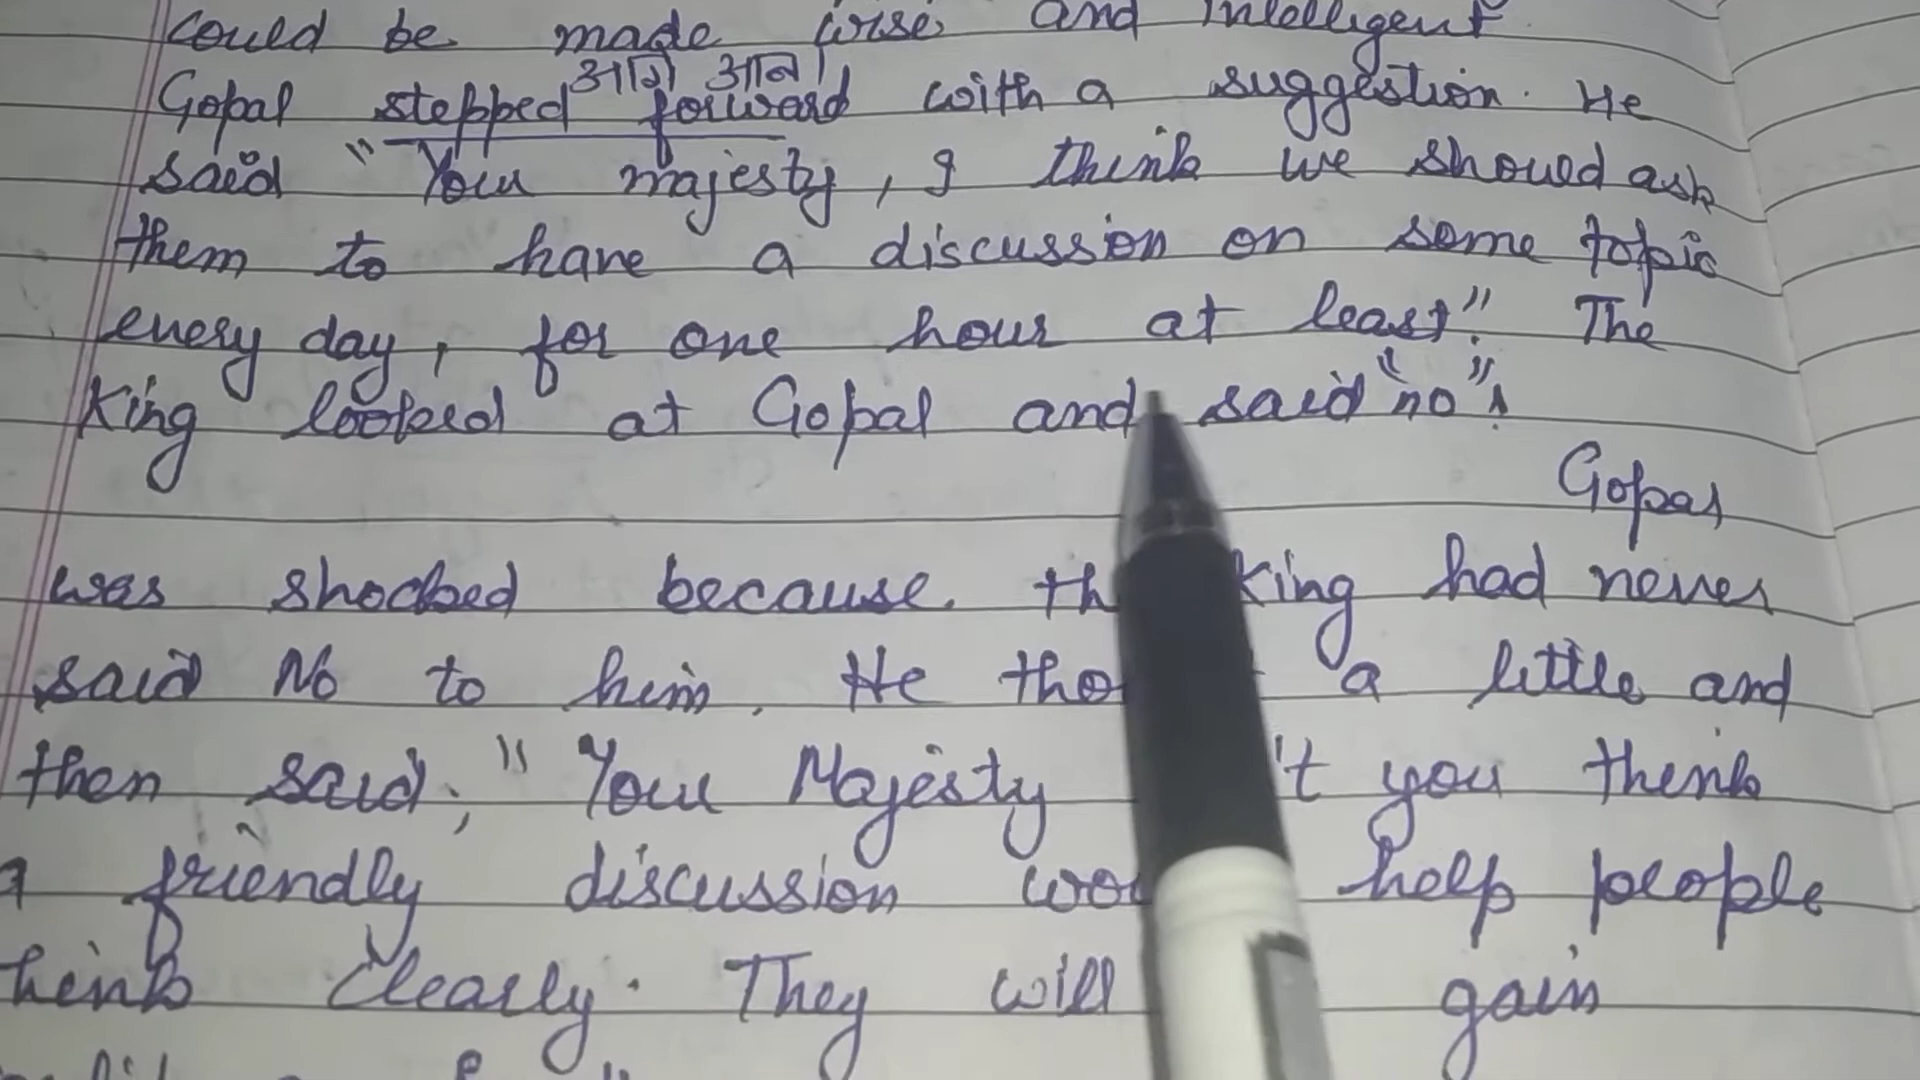 could be made wise and intelligent.
आगे आना
Gopal stepped forward with a suggestion. He
said "Your majesty, I think we should ask
them to have a discussion on some topic
every day, for one hour at least". The
King looked at Gopal and said "no".
Gopal
was shocked because. th King had never
said No to him. He tho a little and
then said, "Your Majesty 't you think
a friendly discussion wou help people
think clearly. They will gain